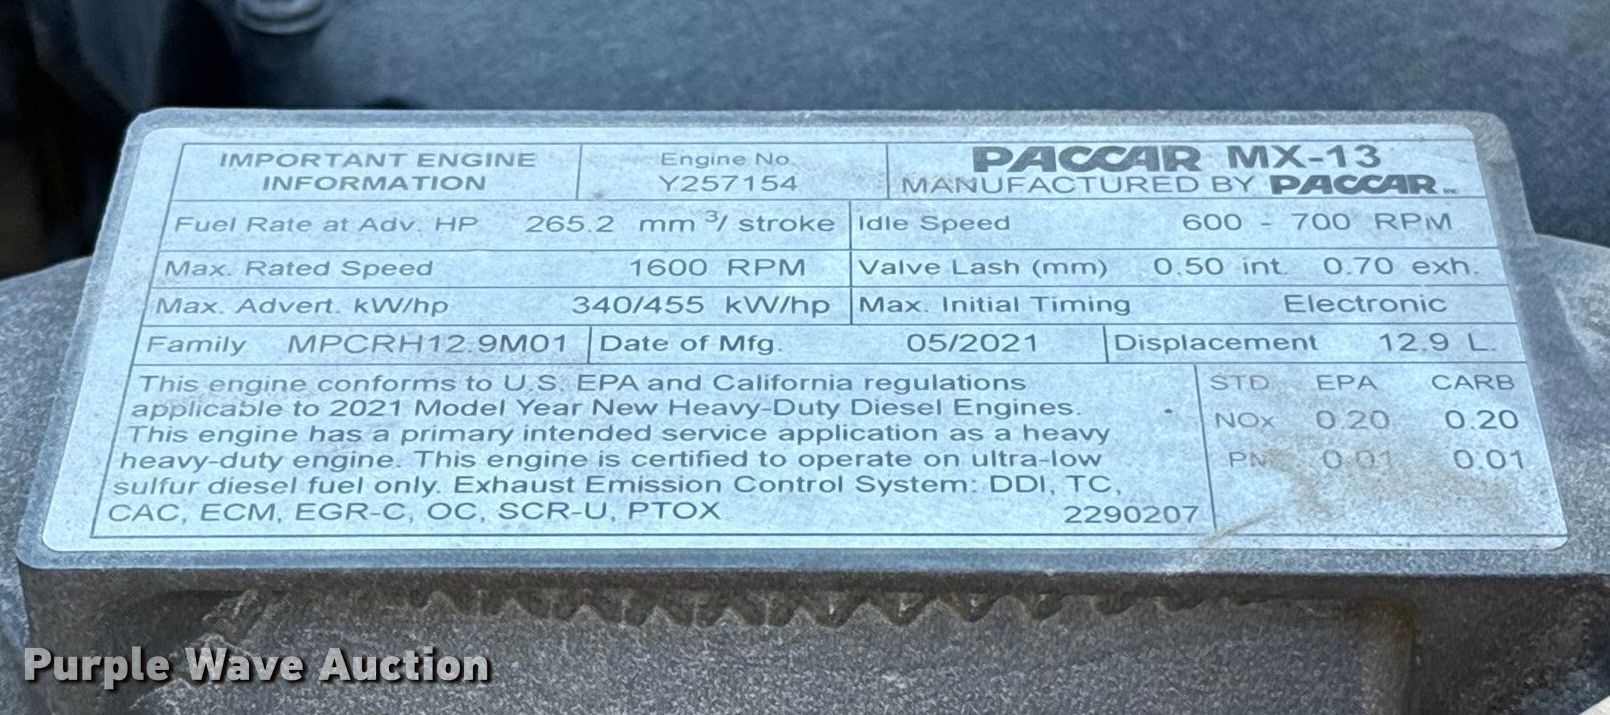 IMPORTANT ENGINE
INFORMATION
Engine No.
Y257154
PACCAR MX-13
MANUFACTURED BY PACCAR Inc
Fuel Rate at Adv. HP 265.2 mm ³/ stroke
Idle Speed 600 - 700 RPM
Max. Rated Speed 1600 RPM
Valve Lash (mm) 0.50 int. 0.70 exh.
Max. Advert. kW/hp 340/455 kW/hp
Max. Initial Timing Electronic
Family MPCRH12.9M01
Date of Mfg. 05/2021
Displacement 12.9 L.
This engine conforms to U.S. EPA and California regulations
applicable to 2021 Model Year New Heavy-Duty Diesel Engines.
This engine has a primary intended service application as a heavy
heavy-duty engine. This engine is certified to operate on ultra-low
sulfur diesel fuel only. Exhaust Emission Control System: DDI, TC,
CAC, ECM, EGR-C, OC, SCR-U, PTOX
2290207
STD EPA CARB
NOx 0.20 0.20
PM 0.01 0.01
Purple Wave Auction